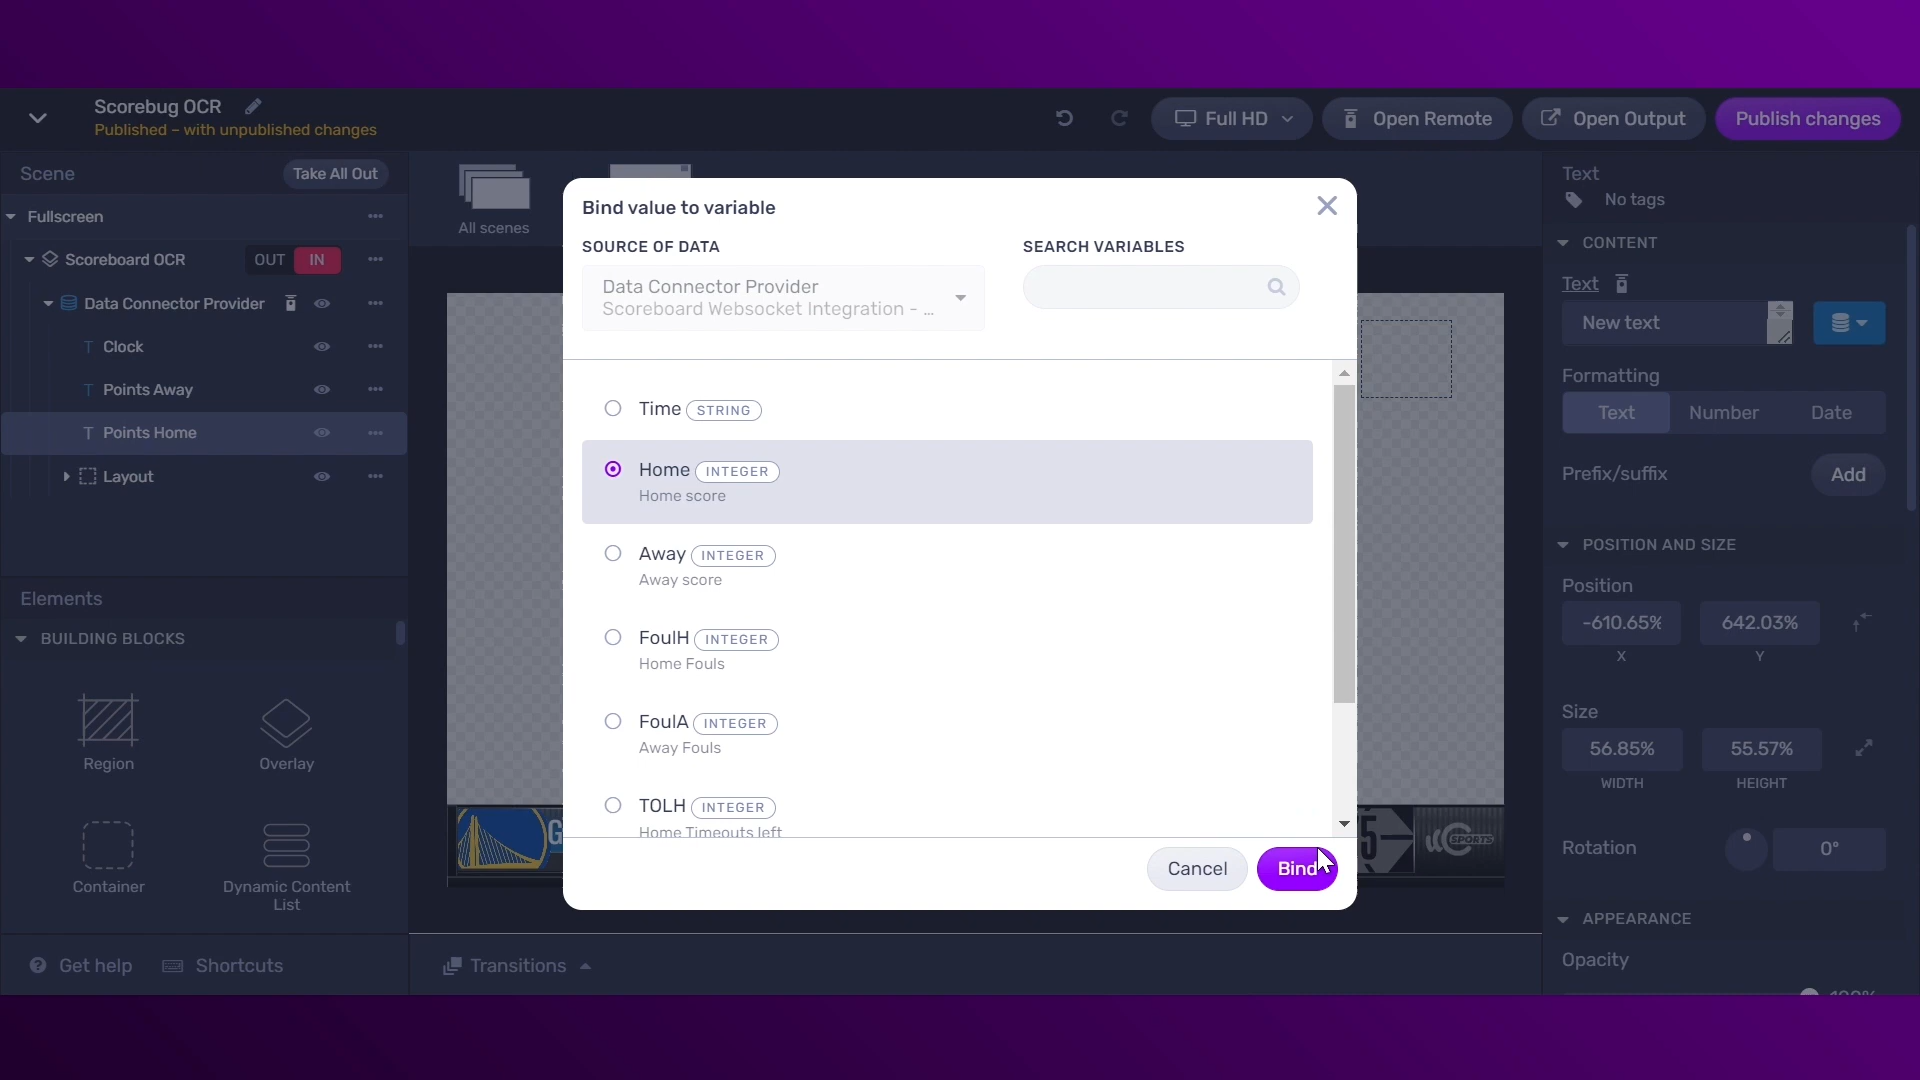 Scorebug OCR
Published – with unpublished changes
Full HD
Open Remote
Open Output
Publish changes
Scene
Take All Out
Fullscreen
Scoreboard OCR
OUT
IN
Data Connector Provider
T Clock
T Points Away
T Points Home
Layout
Elements
BUILDING BLOCKS
Region
Overlay
Container
Dynamic Content
List
Get help
Shortcuts
All scenes
Transitions
Bind value to variable
SOURCE OF DATA
Data Connector Provider
Scoreboard Websocket Integration - ...
SEARCH VARIABLES
Time STRING
Home INTEGER
Home score
Away INTEGER
Away score
FoulH INTEGER
Home Fouls
FoulA INTEGER
Away Fouls
TOLH INTEGER
Home Timeouts left
Cancel
Bind
G
5
SPORTS
Text
No tags
CONTENT
Text
New text
Formatting
Text
Number
Date
Prefix/suffix
Add
POSITION AND SIZE
Position
-610.65%
642.03%
X
Y
Size
56.85%
55.57%
WIDTH
HEIGHT
Rotation
0°
APPEARANCE
Opacity
100%